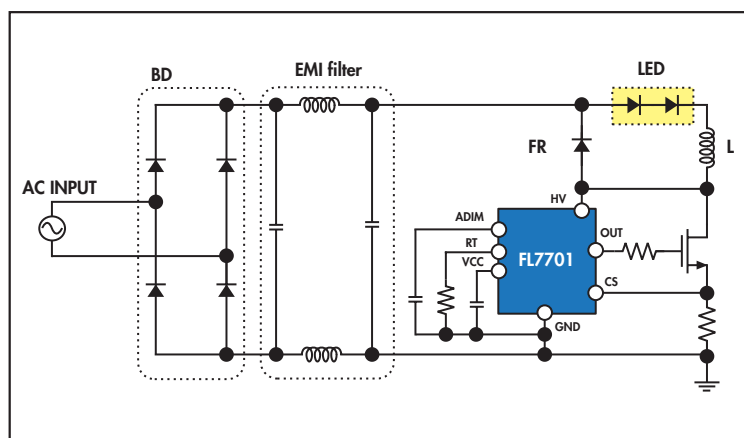 BD
EMI filter
LED
FR
L
AC INPUT
HV
ADIM
RT
VCC
FL7701
OUT
CS
GND